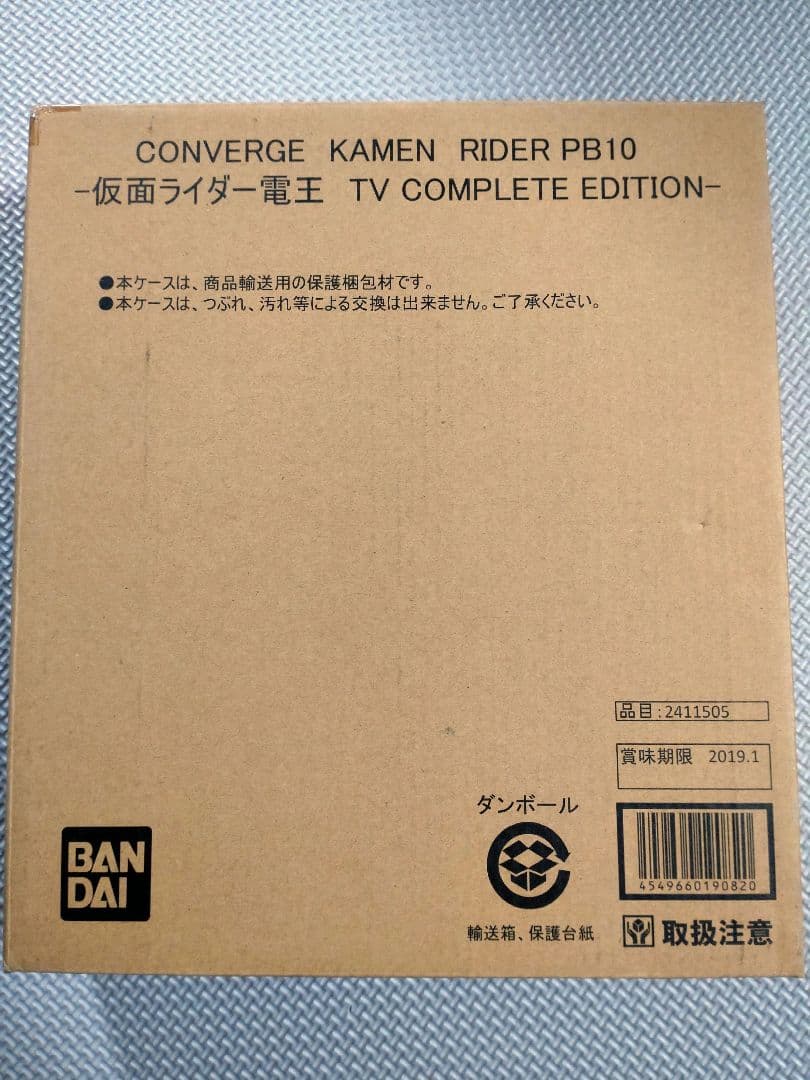 CONVERGE KAMEN RIDER PB10
-仮面ライダー電王 TV COMPLETE EDITION-
●本ケースは、商品輸送用の保護梱包材です。
●本ケースは、つぶれ、汚れ等による交換は出来ません。ご了承ください。
品目:2411505
賞味期限 2019.1
ダンボール
4549660190820
BAN
DAI
輸送箱、保護台紙
取扱注意